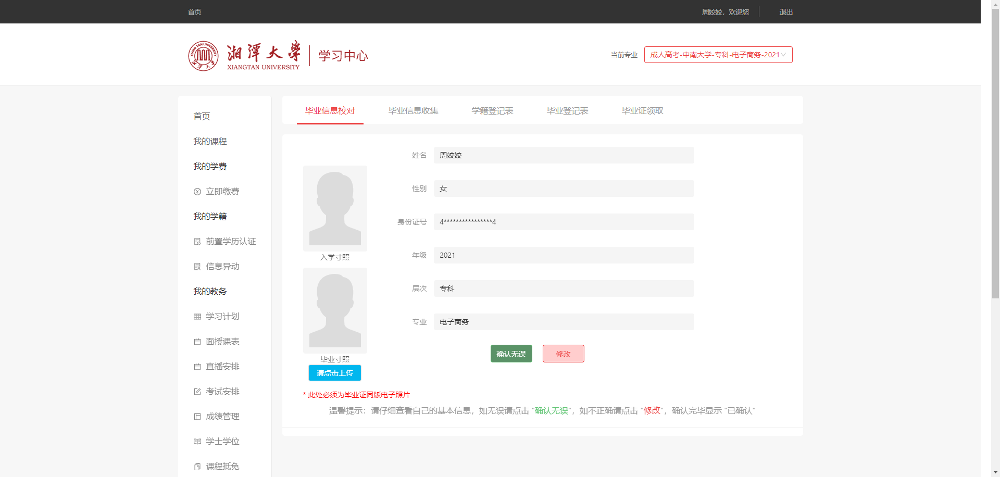 首页
周姣姣，欢迎您
退出
湘潭大学
XIANGTAN UNIVERSITY
学习中心
当前专业
成人高考-中南大学-专科-电子商务-2021
首页
我的课程
我的学费
立即缴费
我的学籍
前置学历认证
信息异动
我的教务
学习计划
面授课表
直播安排
考试安排
成绩管理
学士学位
课程抵免
毕业信息校对
毕业信息收集
学籍登记表
毕业登记表
毕业证领取
入学寸照
毕业寸照
请点击上传
* 此处必须为毕业证同版电子照片
姓名
周姣姣
性别
女
身份证号
4****************4
年级
2021
层次
专科
专业
电子商务
确认无误
修改
温馨提示：请仔细查看自己的基本信息，如无误请点击 "确认无误"，如不正确请点击 "修改"，确认完毕显示 "已确认"